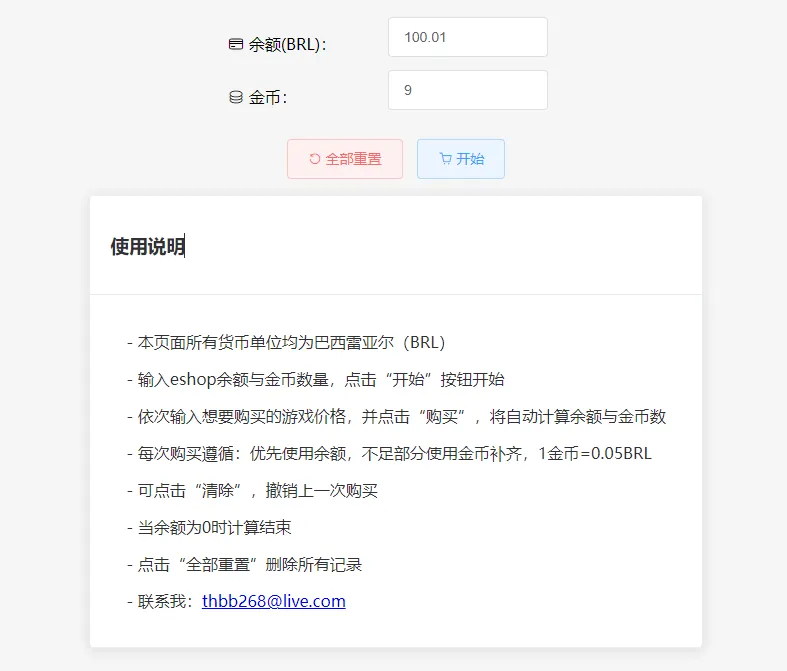 余额(BRL):
100.01
金币:
9
全部重置
开始
使用说明
- 本页面所有货币单位均为巴西雷亚尔（BRL）
- 输入eshop余额与金币数量，点击“开始”按钮开始
- 依次输入想要购买的游戏价格，并点击“购买”，将自动计算余额与金币数
- 每次购买遵循：优先使用余额，不足部分使用金币补齐，1金币=0.05BRL
- 可点击“清除”，撤销上一次购买
- 当余额为0时计算结束
- 点击“全部重置”删除所有记录
- 联系我：thbb268@live.com